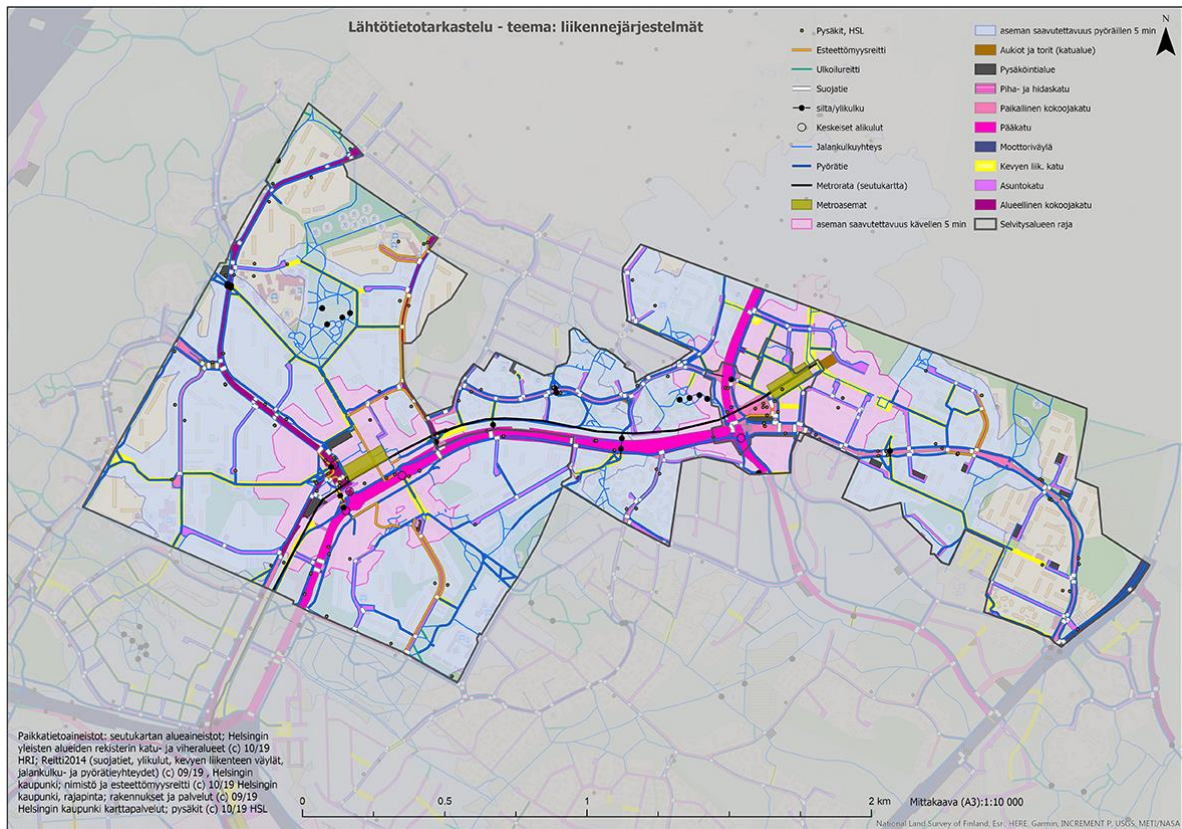 Lähtötietotarkastelu - teema: liikennejärjestelmät
N
Pysäkit, HSL
Esteettömyysreitti
Ulkoilureitti
Suojatie
silta/ylikulku
Keskeiset alikulut
Jalankulkuyhteys
Pyörätie
Metrorata (seutukartta)
Metroasemat
aseman saavutettavuus kävellen 5 min
aseman saavutettavuus pyöräillen 5 min
Aukiot ja torit (katualue)
Pysäköintialue
Piha- ja hidaskatu
Paikallinen kokoojakatu
Pääkatu
Moottoriväylä
Kevyen liik. katu
Asuntokatu
Alueellinen kokoojakatu
Selvitysalueen raja
Paikkatietoaineistot: seutukartan alueaineistot; Helsingin
yleisten alueiden rekisterin katu- ja viheralueet (c) 10/19
HRI; Reitti2014 (suojatiet, ylikulut, kevyen liikenteen väylät,
jalankulku- ja pyörätieyhteydet) (c) 09/19 , Helsingin
kaupunki; nimistö ja esteettömyysreitti (c) 10/19 Helsingin
kaupunki, rajapinta; rakennukset ja palvelut (c) 09/19
Helsingin kaupunki karttapalvelut; pysäkit (c) 10/19 HSL
0 0.5 1 2 km
Mittakaava (A3):1:10 000
National Land Survey of Finland, Esri, HERE, Garmin, INCREMENT P, USGS, METI/NASA